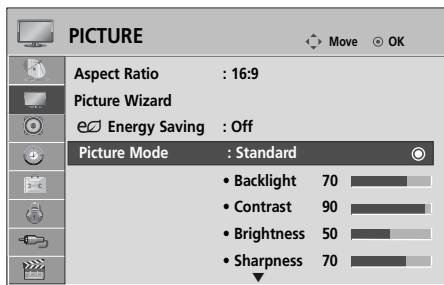 PICTURE Move OK
Aspect Ratio : 16:9
Picture Wizard
Energy Saving : Off
Picture Mode : Standard
• Backlight 70
• Contrast 90
• Brightness 50
• Sharpness 70